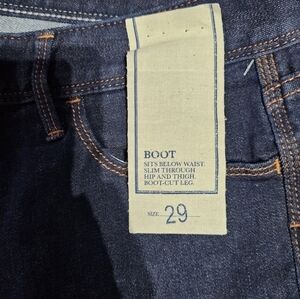 BOOT
SITS BELOW WAIST.
SLIM THROUGH
HIP AND THIGH.
BOOT-CUT LEG.
SIZE 29